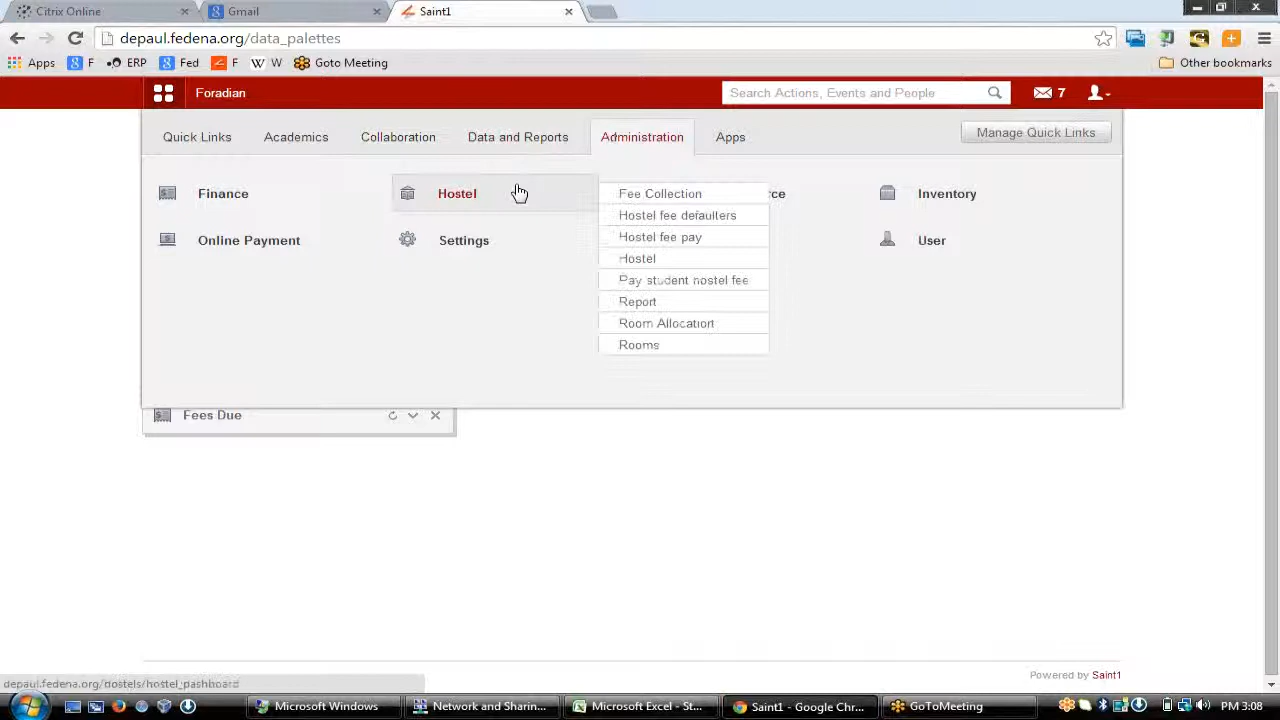 Citrix Online
Gmail
Saint1
depaul.fedena.org/data_palettes
Apps
F
ERP
Fed
F
W
Goto Meeting
Other bookmarks
Foradian
Search Actions, Events and People
7
Quick Links
Academics
Collaboration
Data and Reports
Administration
Apps
Manage Quick Links
Finance
Hostel
Inventory
Online Payment
Settings
User
Fee Collection
Hostel fee defaulters
Hostel fee pay
Hostel
Pay student hostel fee
Report
Room Allocation
Rooms
Fees Due
Powered by Saint1
depaul.fedena.org/hostels/hostel_dashboard
Microsoft Windows
Network and Sharin...
Microsoft Excel - St...
Saint1 - Google Chr...
GoToMeeting
PM 3:08